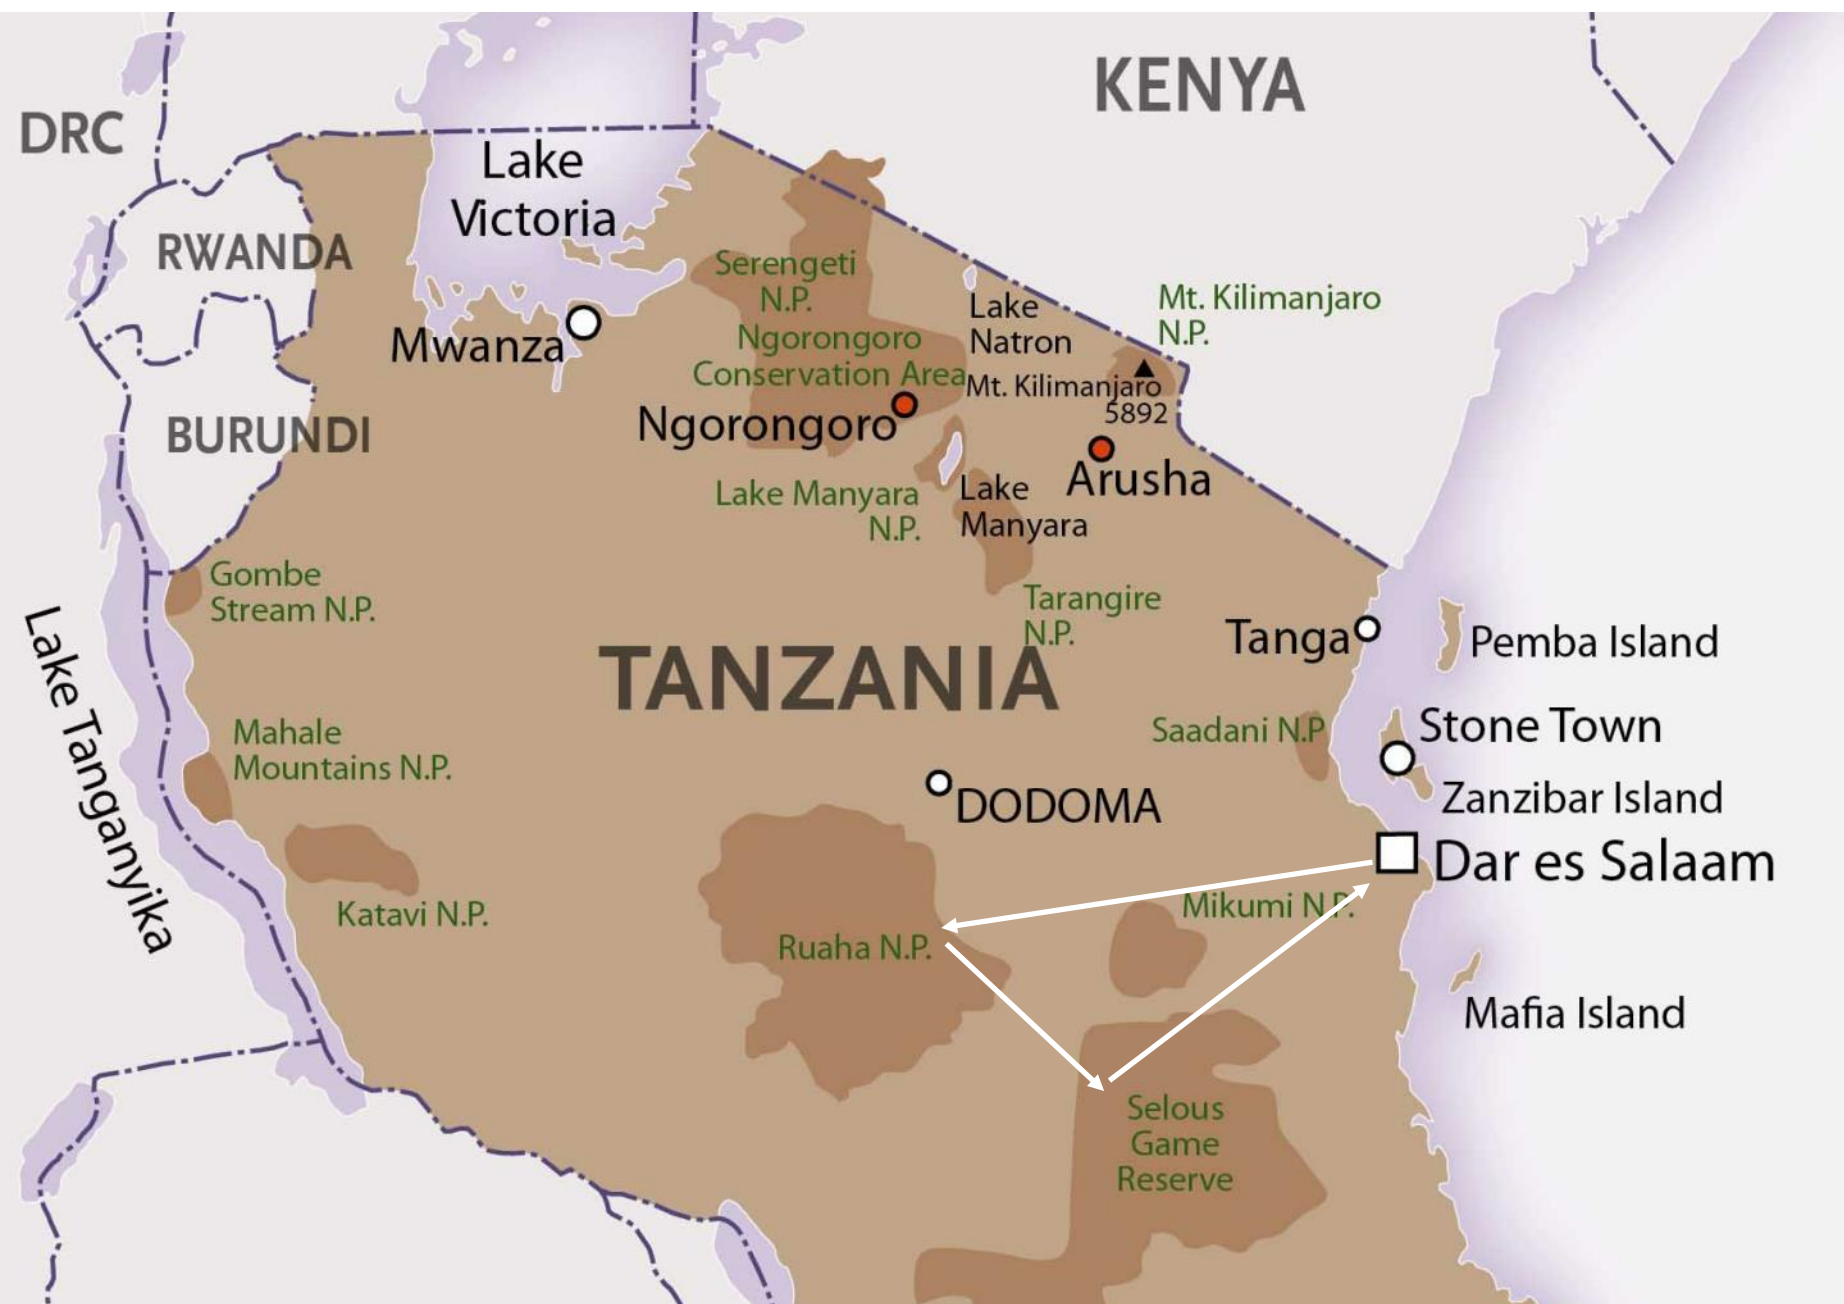 KENYA
DRC
Lake
Victoria
RWANDA
Serengeti
N.P.
Lake
Natron
Mt. Kilimanjaro
N.P.
Mwanza
Ngorongoro
Conservation Area
Mt. Kilimanjaro
5892
Ngorongoro
BURUNDI
Arusha
Lake Manyara
N.P.
Lake
Manyara
Gombe
Stream N.P.
Tarangire
N.P.
Tanga
Pemba Island
Lake Tanganyika
TANZANIA
Mahale
Mountains N.P.
Saadani N.P
Stone Town
Zanzibar Island
DODOMA
Dar es Salaam
Katavi N.P.
Mikumi N.P.
Ruaha N.P.
Mafia Island
Selous
Game
Reserve